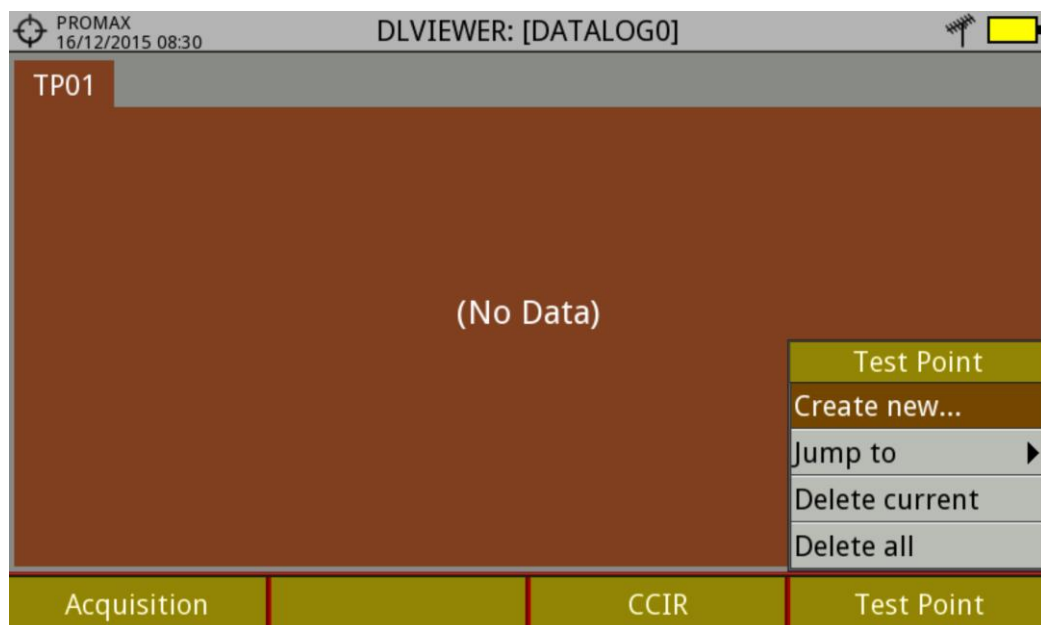 PROMAX
16/12/2015 08:30
DLVIEWER: [DATALOG0]
TP01
(No Data)
Test Point
Create new...
Jump to
Delete current
Delete all
Acquisition
CCIR
Test Point